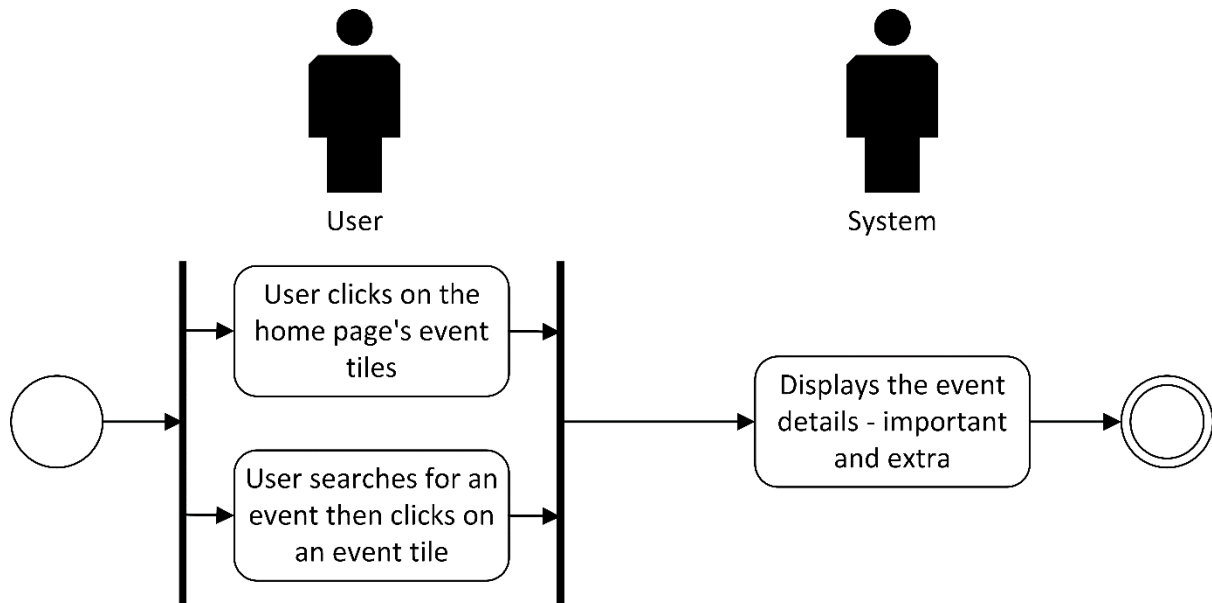 User
System
User clicks on the
home page's event
tiles
User searches for an
event then clicks on
an event tile
Displays the event
details - important
and extra